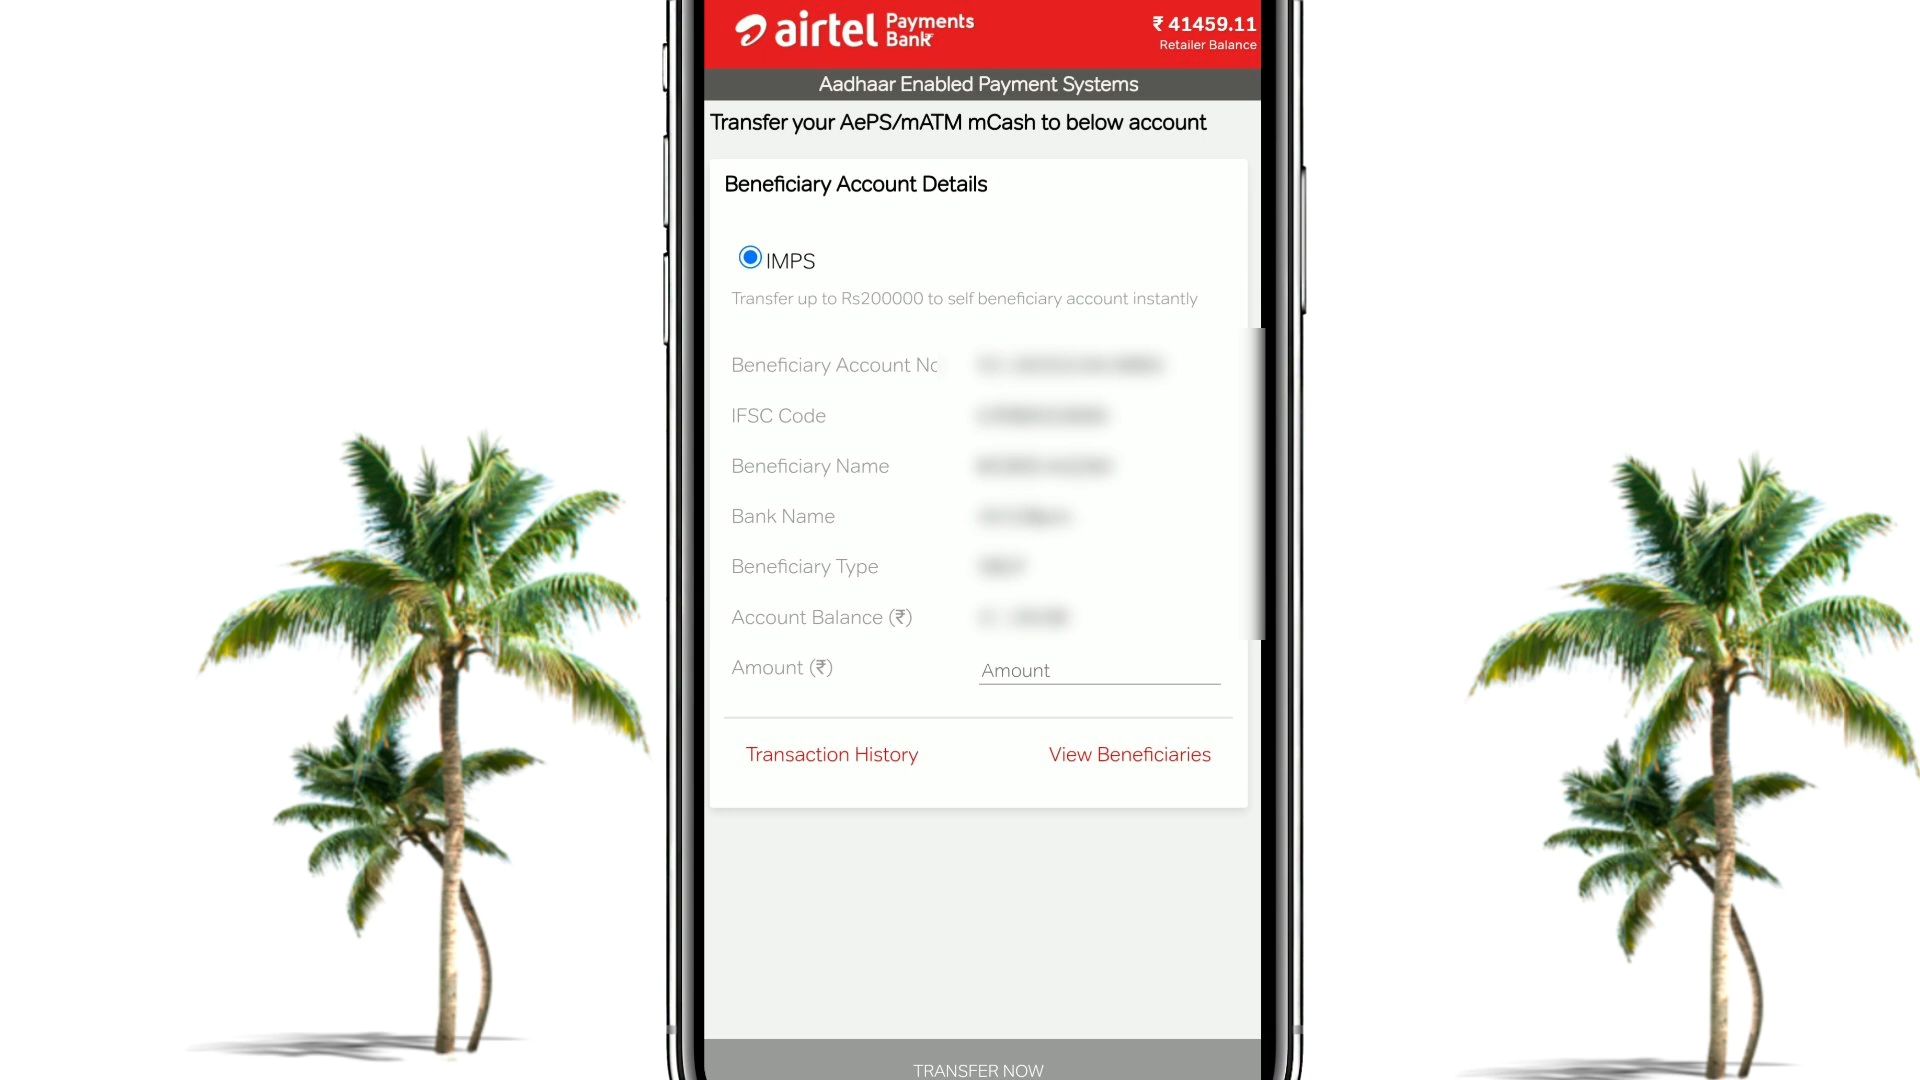 airtel Payments Bank
₹ 41459.11
Retailer Balance
Aadhaar Enabled Payment Systems
Transfer your AePS/mATM mCash to below account
Beneficiary Account Details
IMPS
Transfer up to Rs200000 to self beneficiary account instantly
Beneficiary Account
IFSC Code
Beneficiary Name
Bank Name
Beneficiary Type
Account Balance (₹)
Amount (₹) Amount
Transaction History View Beneficiaries
TRANSFER NOW